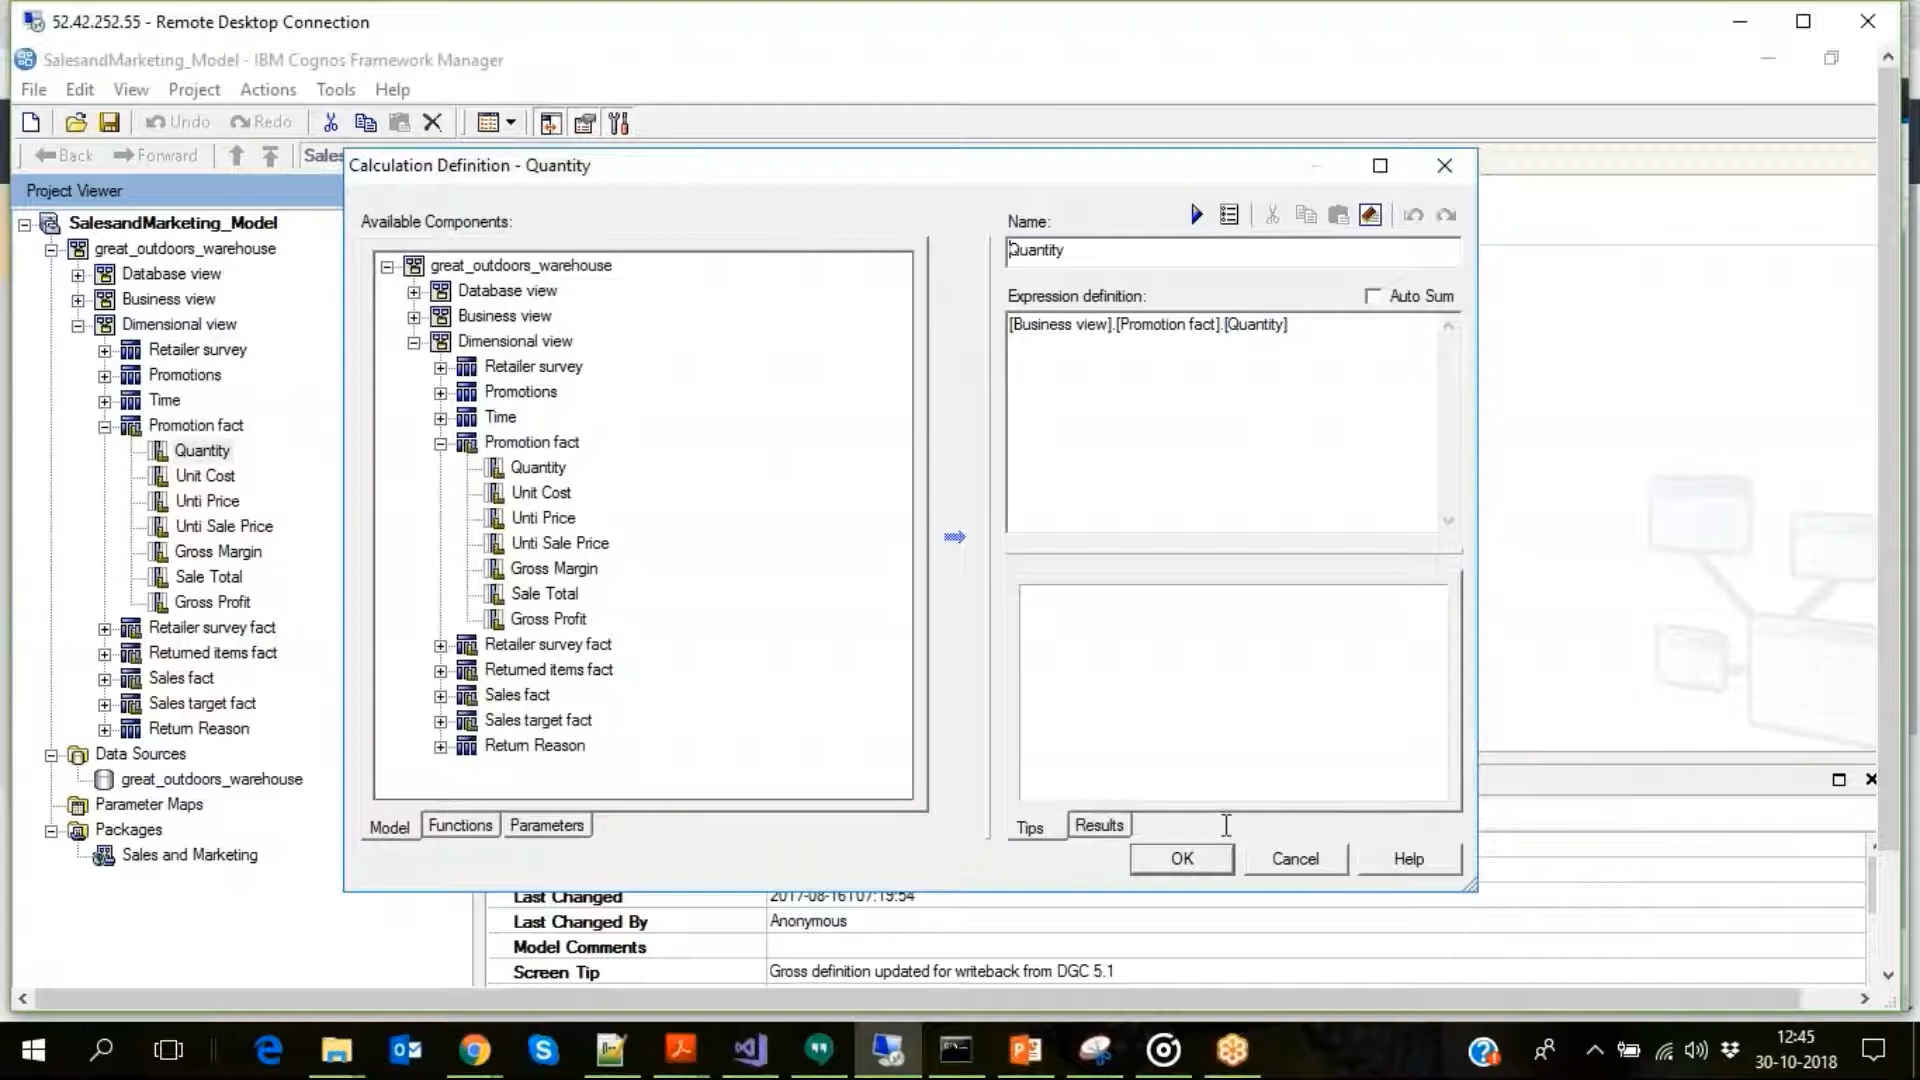 52.42.252.55 - Remote Desktop Connection
SalesandMarketing_Model - IBM Cognos Framework Manager
File Edit View Project Actions Tools Help
Undo Redo
Back Forward Sales
Calculation Definition - Quantity
Project Viewer
SalesandMarketing_Model
great_outdoors_warehouse
Database view
Business view
Dimensional view
Retailer survey
Promotions
Time
Promotion fact
Quantity
Unit Cost
Unti Price
Unti Sale Price
Gross Margin
Sale Total
Gross Profit
Retailer survey fact
Returned items fact
Sales fact
Sales target fact
Return Reason
Data Sources
great_outdoors_warehouse
Parameter Maps
Packages
Sales and Marketing
Available Components:
great_outdoors_warehouse
Database view
Business view
Dimensional view
Retailer survey
Promotions
Time
Promotion fact
Quantity
Unit Cost
Unti Price
Unti Sale Price
Gross Margin
Sale Total
Gross Profit
Retailer survey fact
Returned items fact
Sales fact
Sales target fact
Return Reason
Model Functions Parameters
Name:
Quantity
Expression definition: Auto Sum
[Business view].[Promotion fact].[Quantity]
Tips Results
OK Cancel Help
Last Changed 2017-08-16T07:19:54
Last Changed By Anonymous
Model Comments
Screen Tip Gross definition updated for writeback from DGC 5.1
12:45
30-10-2018